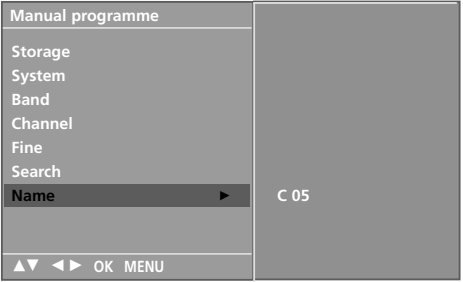 Manual programme
Storage
System
Band
Channel
Fine
Search
Name ► C 05
▲▼ ◄► OK MENU